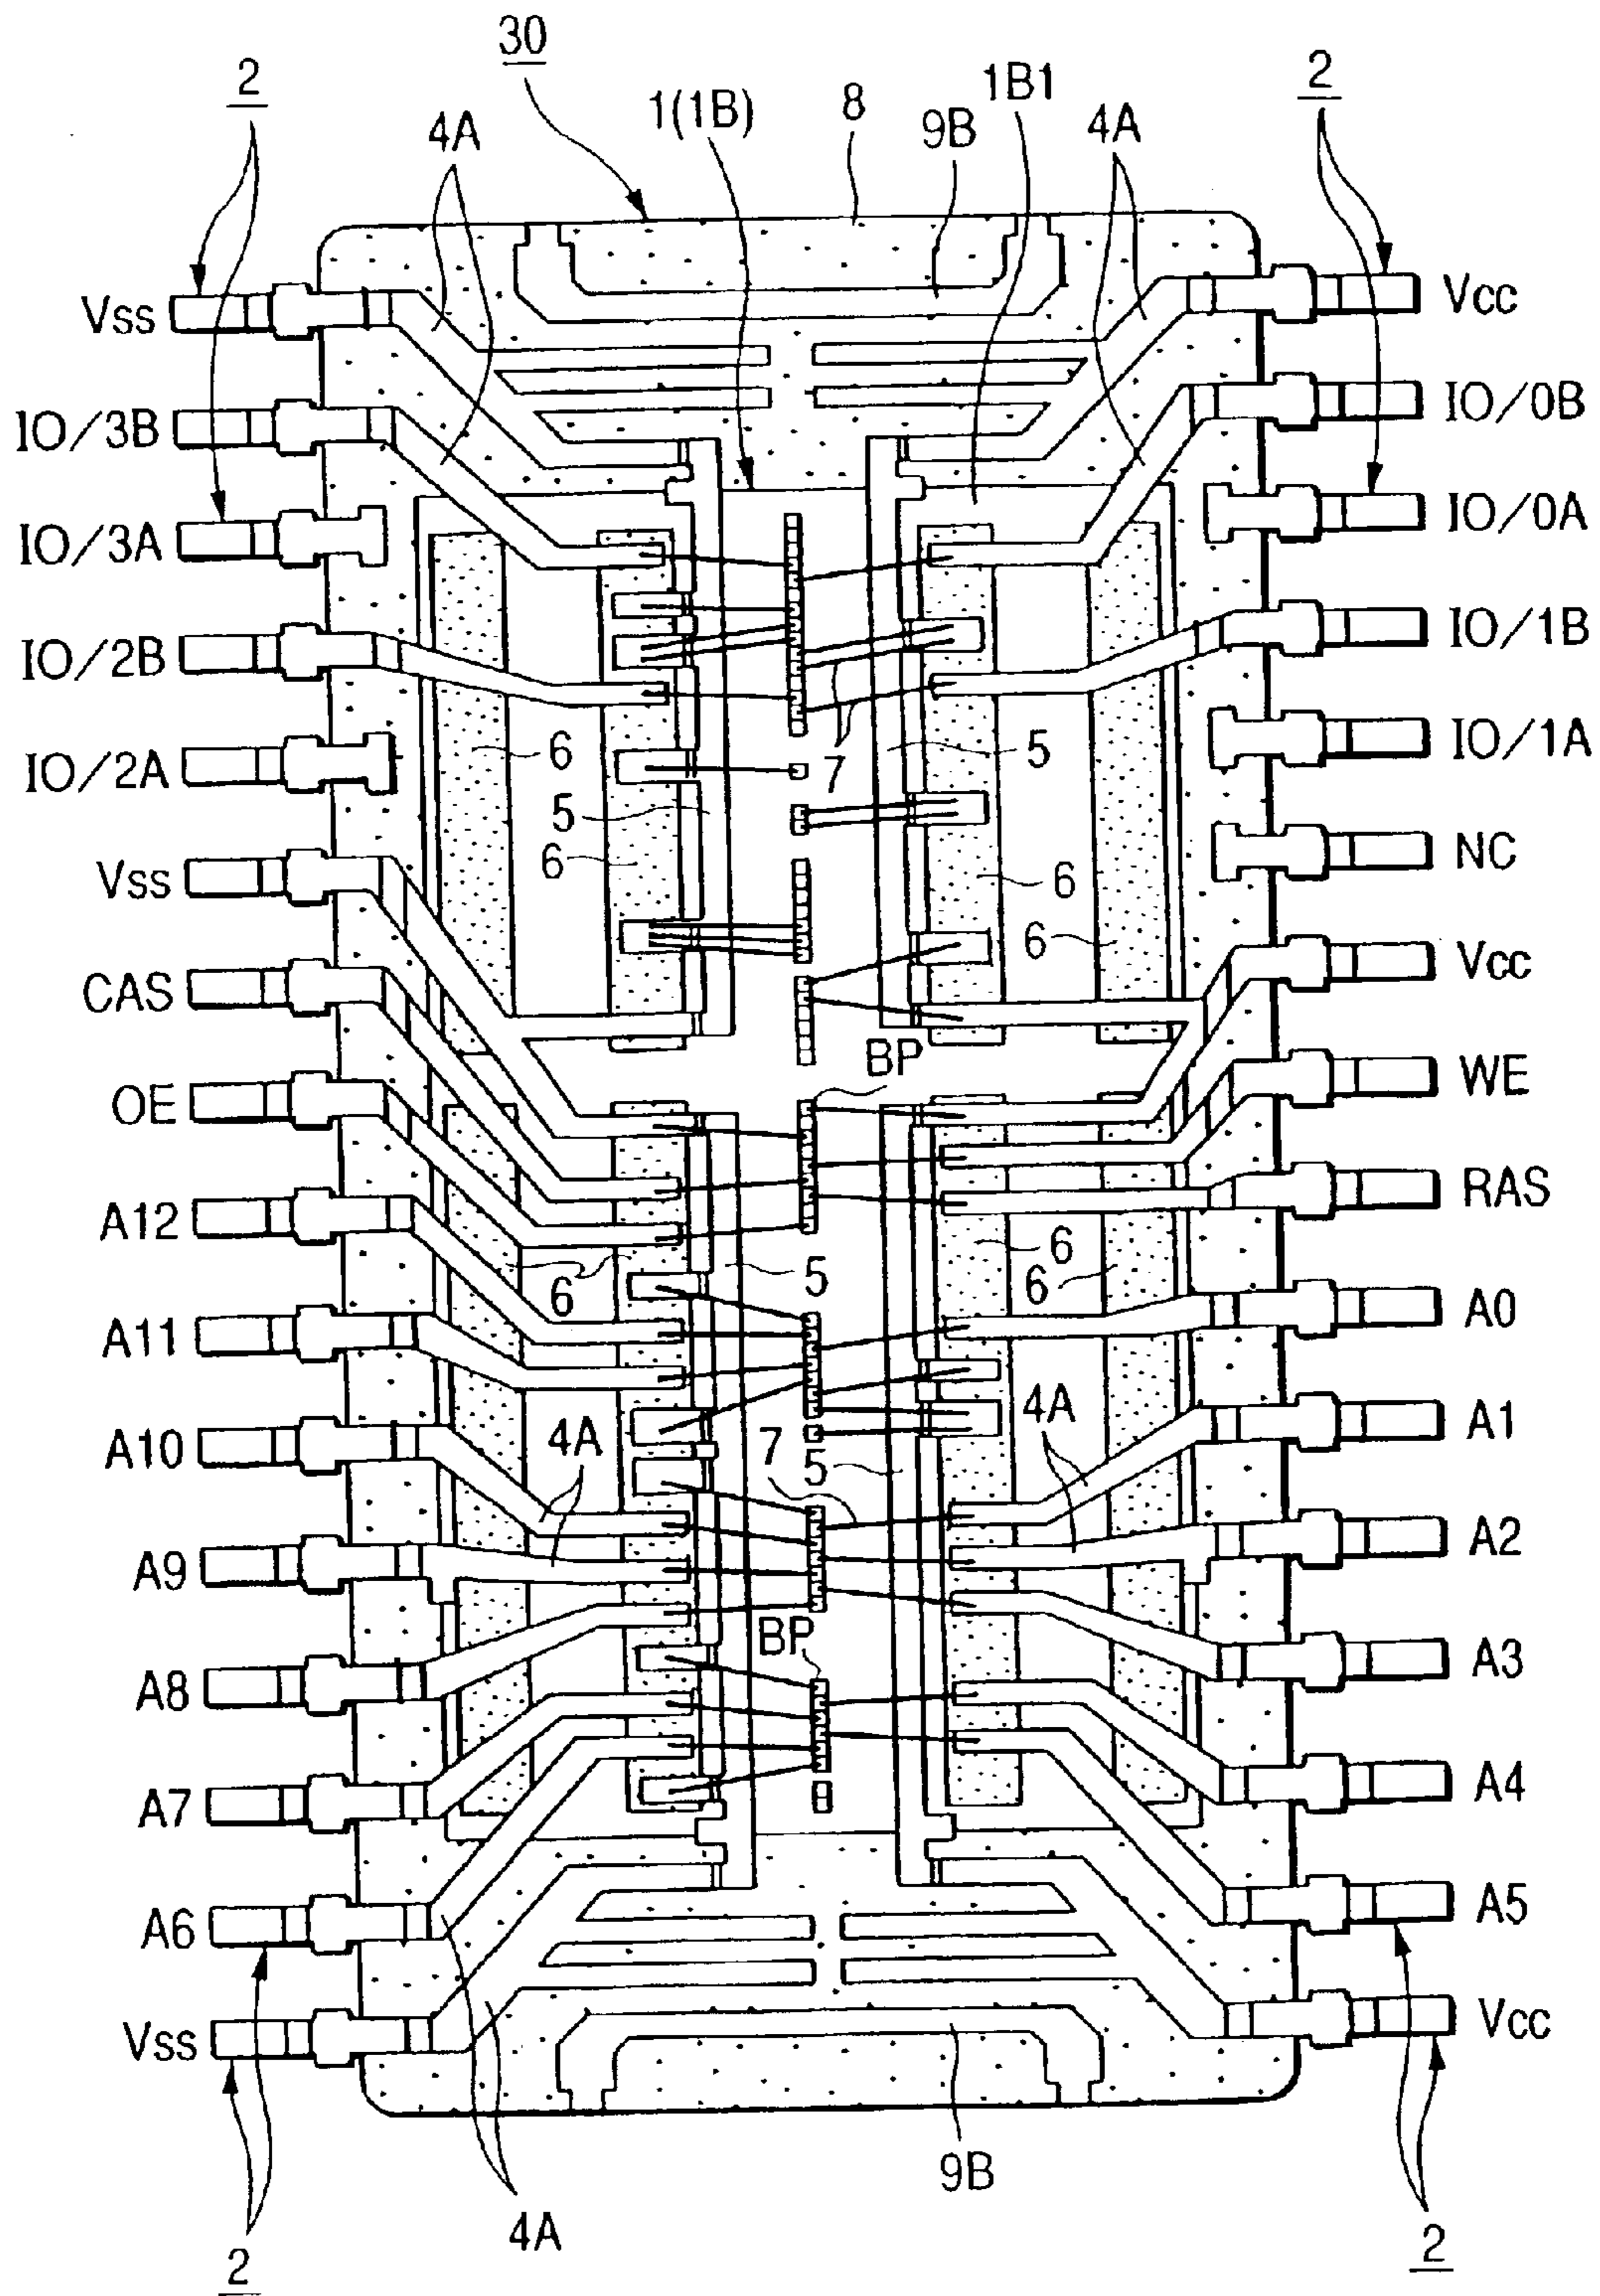 30
2
4A
1(1B)
8
1B1
9B
4A
2
Vss
Vcc
IO/3B
IO/0B
IO/3A
IO/0A
IO/2B
IO/1B
6
7
5
IO/2A
IO/1A
5
6
Vss
6
NC
6
CAS
Vcc
BP
OE
WE
A12
RAS
6
5
6
6
A11
A0
A10
4A
7
5
4A
A1
A9
A2
BP
A8
A3
A7
A4
A6
A5
Vss
Vcc
9B
4A
2
2